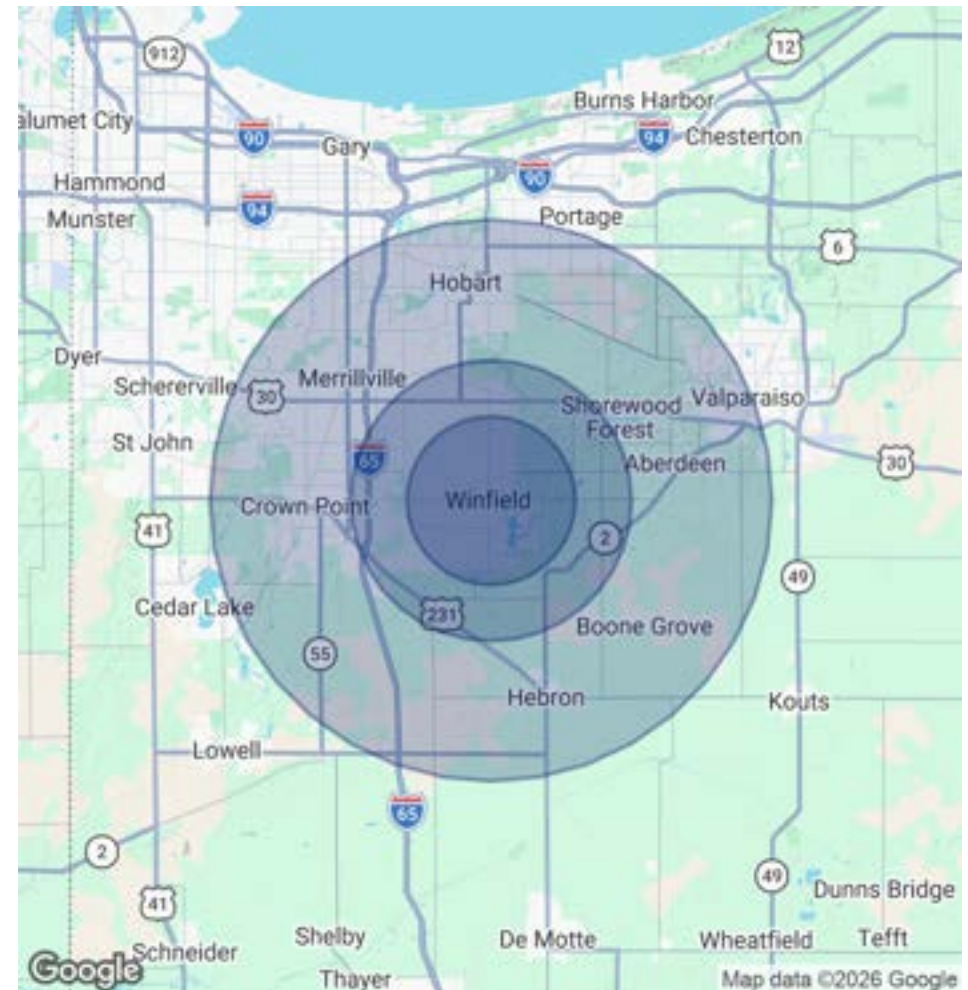 912
12
Burns Harbor
alumet City
90
Gary
94
Chesterton
90
Hammond
94
Munster
Portage
6
Hobart
Dyer
Merrillville
Schererville
30
Shorewood
Forest
Valparaiso
St John
65
Aberdeen
30
Winfield
Crown Point
41
2
49
Cedar Lake
231
Boone Grove
55
Hebron
Kouts
Lowell
65
2
49
Dunns Bridge
41
Schneider
Shelby
De Motte
Wheatfield
Tefft
Google
Thayer
Map data ©2026 Google